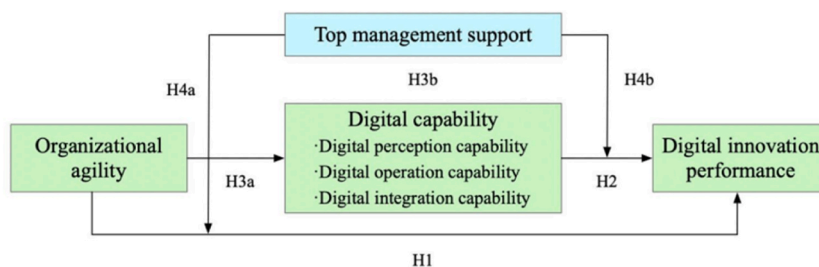 Top management support
H3b
H4a
H4b
Digital capability
·Digital perception capability
·Digital operation capability
·Digital integration capability
Organizational
agility
Digital innovation
performance
H3a
H2
H1